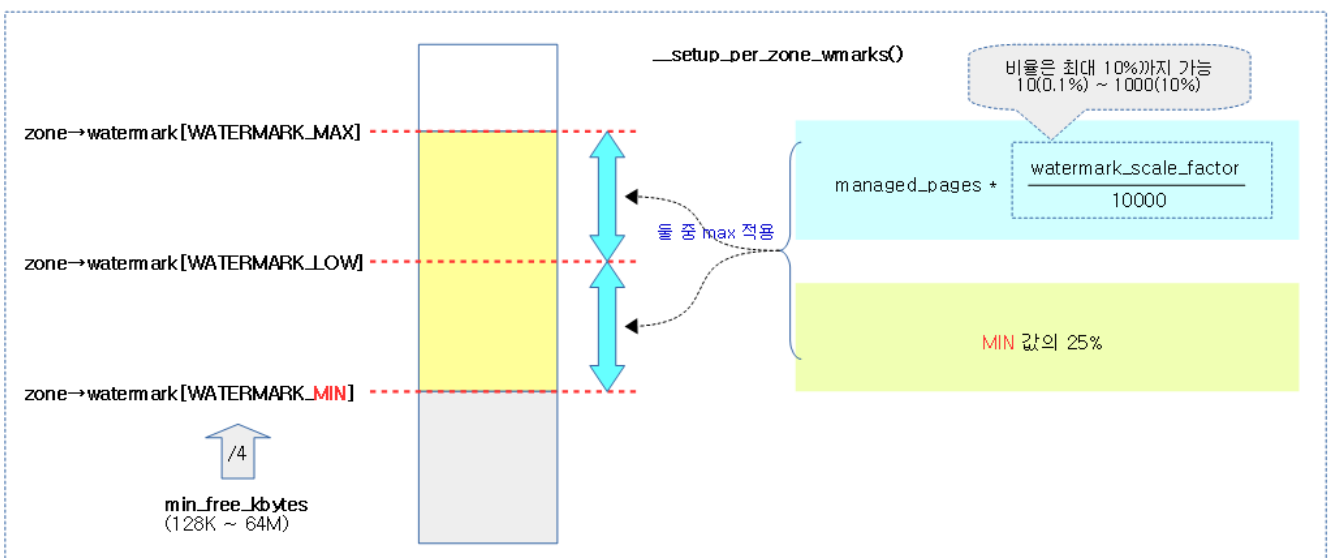 __setup_per_zone_wmarks()
비율은 최대 10%까지 가능
10(0.1%) ~ 1000(10%)
zone→watermark[WATERMARK_MAX]
managed_pages *
watermark_scale_factor
10000
둘 중 max 적용
zone→watermark[WATERMARK_LOW]
MIN 값의 25%
zone→watermark[WATERMARK_MIN]
/4
min_free_kbytes
(128K ~ 64M)